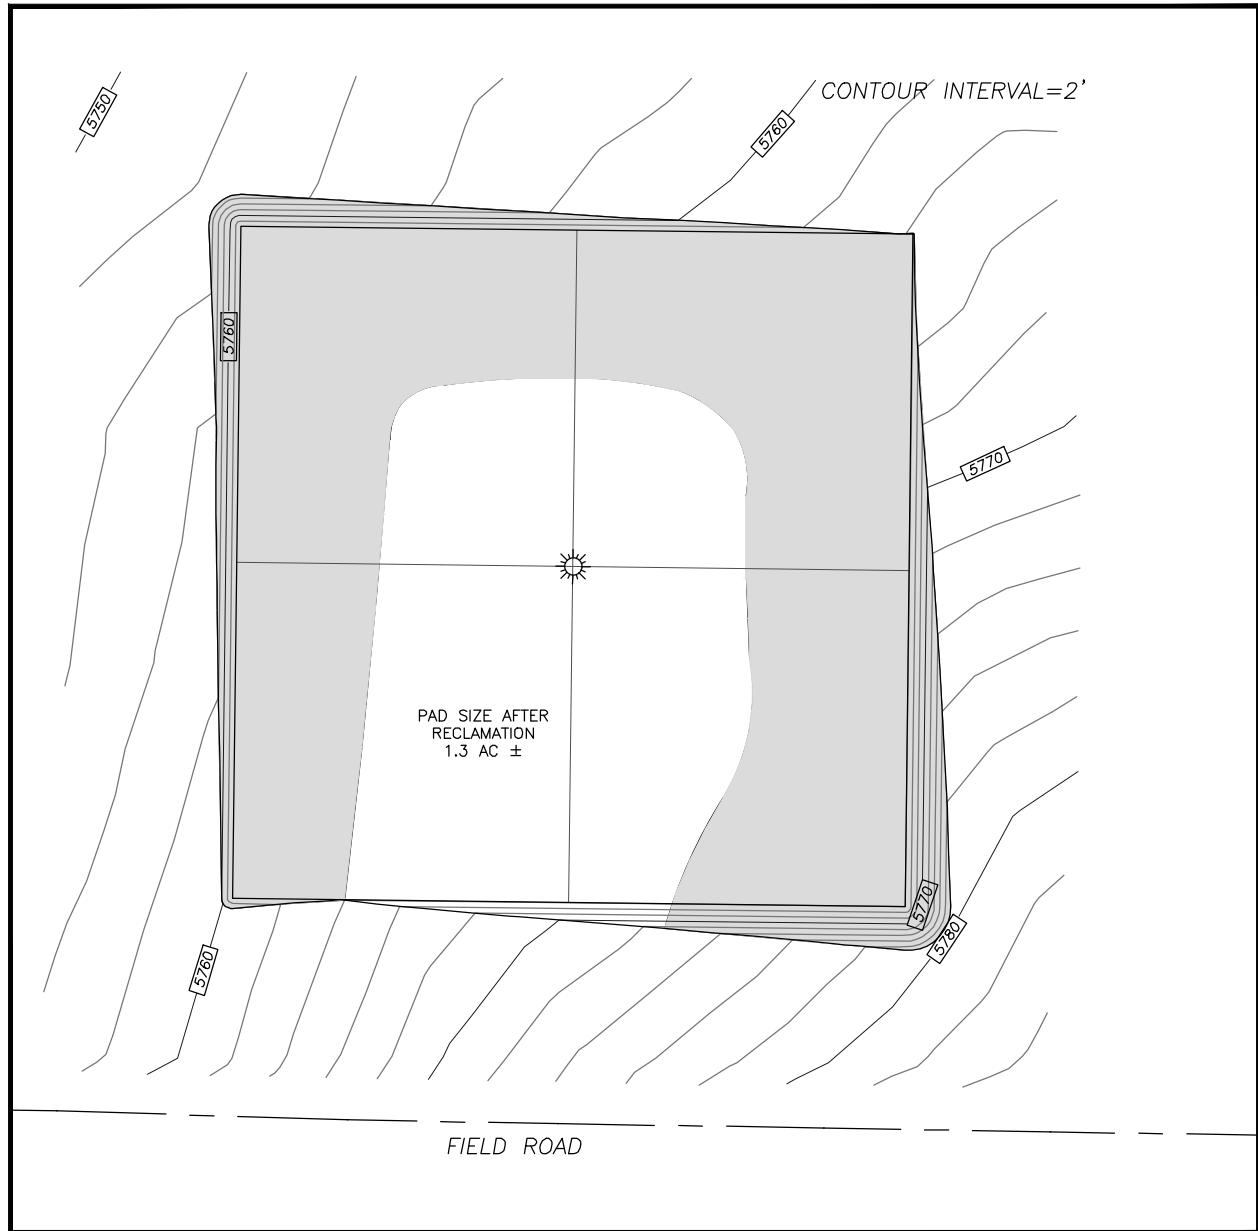 CONTOUR INTERVAL=2'
5750
5760
5760
5770
PAD SIZE AFTER
RECLAMATION
1.3 AC ±
5770
5780
5760
FIELD ROAD